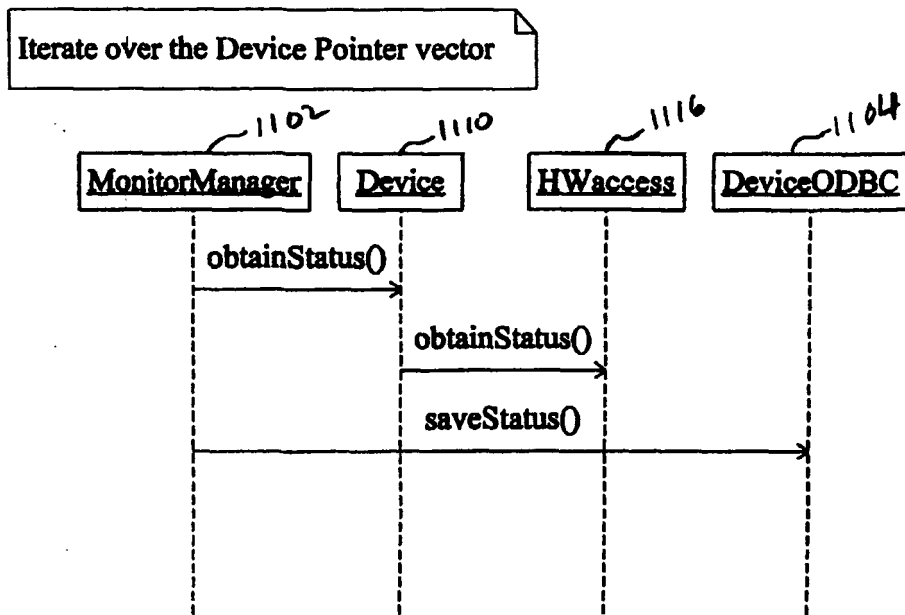 Iterate over the Device Pointer vector
1102 1110 1116 1104
MonitorManager Device HWaccess DeviceODBC
obtainStatus()
obtainStatus()
saveStatus()